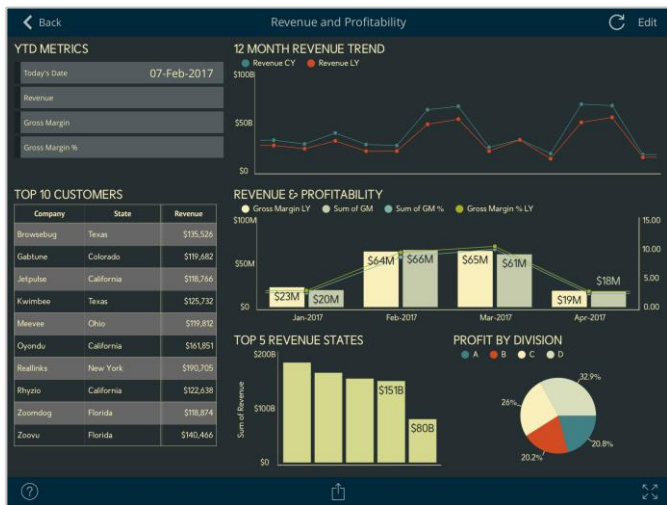 Back
Revenue and Profitability
Edit
YTD METRICS
Today's Date 07-Feb-2017
Revenue
Gross Margin
Gross Margin %
12 MONTH REVENUE TREND
Revenue CY Revenue LY
$100B
$50B
$0
TOP 10 CUSTOMERS
Company State Revenue
Browsebug Texas $135,526
Gabtune Colorado $119,682
Jetpulse California $118,766
Kwimbee Texas $125,732
Meevee Ohio $119,812
Oyondu California $161,851
Reallinks New York $190,705
Rhyzio California $122,638
Zoomdog Florida $118,874
Zoovu Florida $140,466
REVENUE & PROFITABILITY
Gross Margin LY Sum of GM Sum of GM % Gross Margin % LY
$100M 15.00
$64M $66M $65M $61M 10.00
$50M
5.00
$23M $20M $19M $18M
$0 0.00
Jan-2017 Feb-2017 Mar-2017 Apr-2017
TOP 5 REVENUE STATES
Sum of Revenue
$200B
$151B
$100B
$80B
$0
PROFIT BY DIVISION
A B C D
32.9%
26%
20.8%
20.2%
?